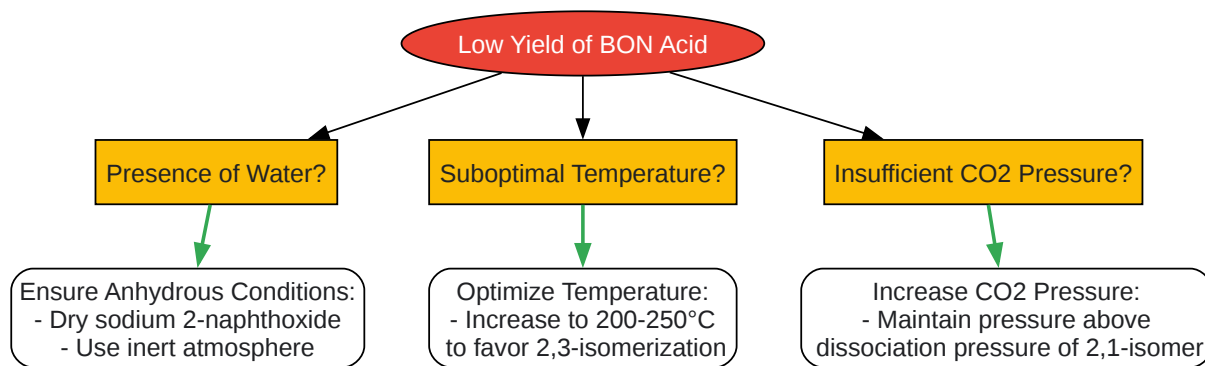 Low Yield of BON Acid
Presence of Water?
Suboptimal Temperature?
Insufficient CO2 Pressure?
Ensure Anhydrous Conditions:
- Dry sodium 2-naphthoxide
- Use inert atmosphere
Optimize Temperature:
- Increase to 200-250°C
to favor 2,3-isomerization
Increase CO2 Pressure:
- Maintain pressure above
dissociation pressure of 2,1-isomer